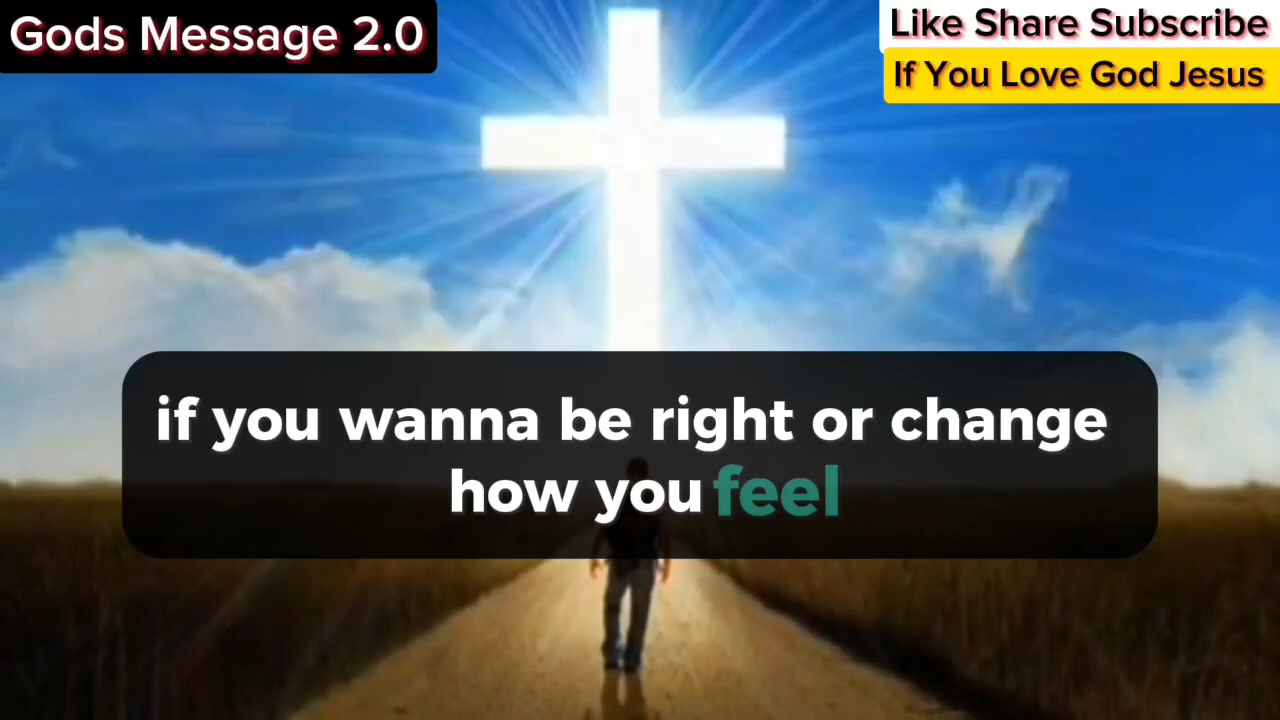 Gods Message 2.0
Like Share Subscribe
If You Love God Jesus
if you wanna be right or change
how you feel